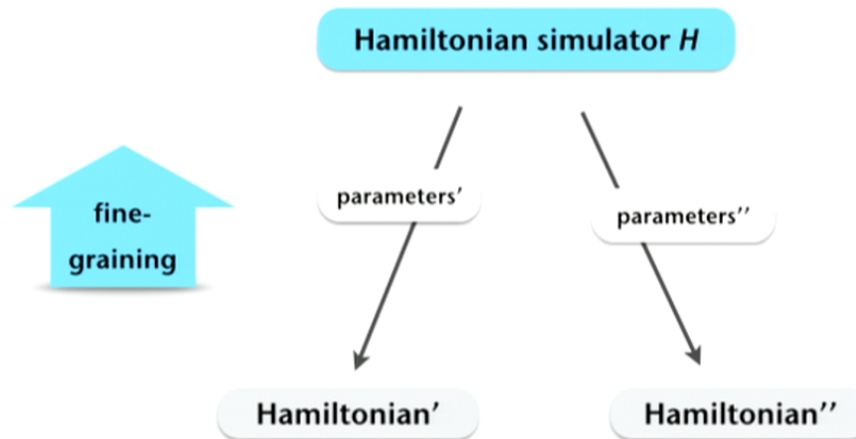 Hamiltonian simulator H
fine-
graining
parameters′
parameters′′
Hamiltonian′
Hamiltonian′′